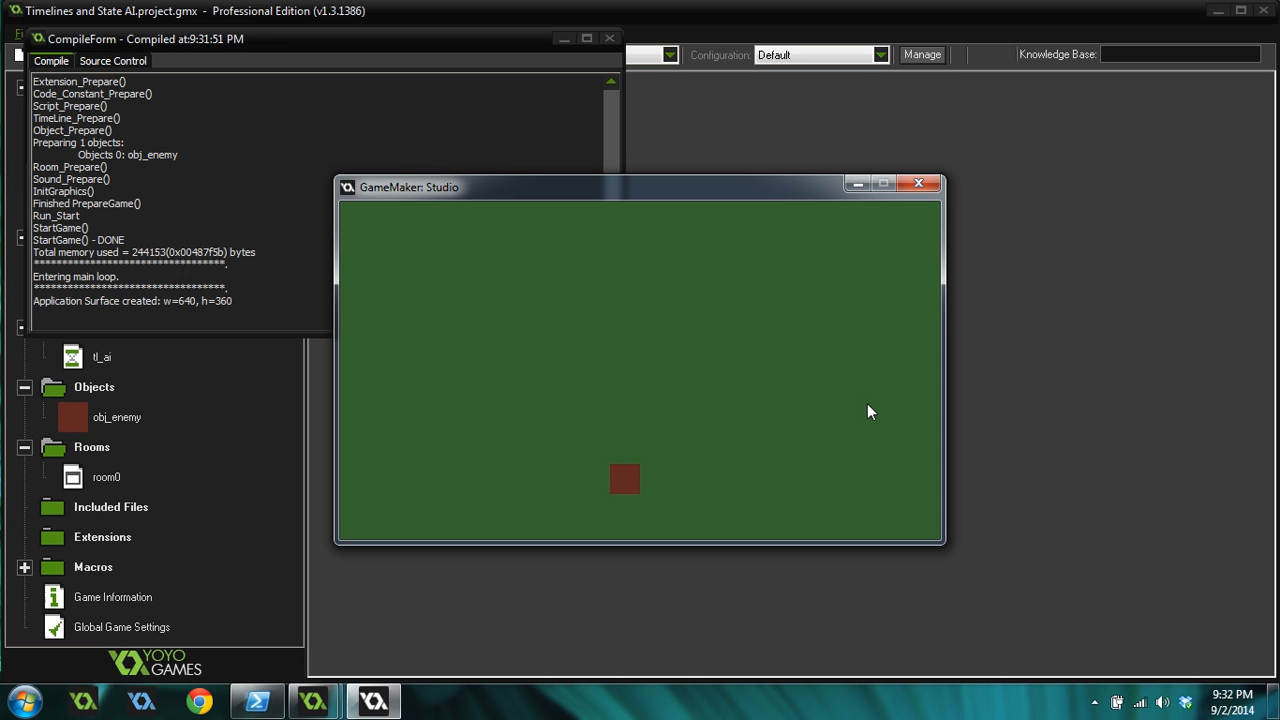 Timelines and State AI.project.gmx - Professional Edition (v1.3.1386)
CompileForm - Compiled at:9:31:51 PM
Compile Source Control
Configuration: Default Manage Knowledge Base:
Extension_Prepare()
Code_Constant_Prepare()
Script_Prepare()
TimeLine_Prepare()
Object_Prepare()
Preparing 1 objects:
Objects 0: obj_enemy
Room_Prepare()
Sound_Prepare()
InitGraphics()
Finished PrepareGame()
Run_Start
StartGame()
StartGame() - DONE
Total memory used = 244153(0x00487f5b) bytes
**********************************.
Entering main loop.
**********************************.
Application Surface created: w=640, h=360
GameMaker: Studio
tl_ai
Objects
obj_enemy
Rooms
room0
Included Files
Extensions
Macros
Game Information
Global Game Settings
YOYO
GAMES
9:32 PM
9/2/2014